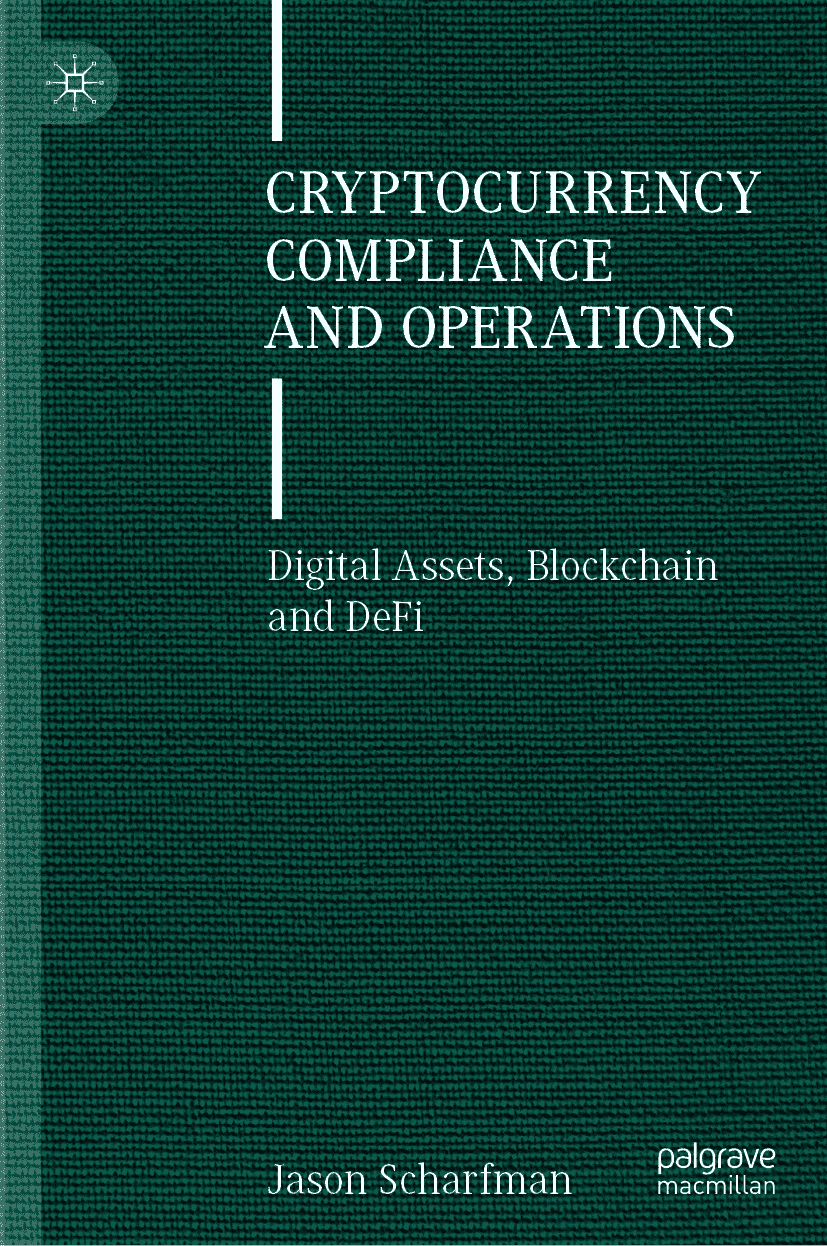 CRYPTOCURRENCY
COMPLIANCE
AND OPERATIONS
Digital Assets, Blockchain
and DeFi
Jason Scharfman
palgrave
macmillan